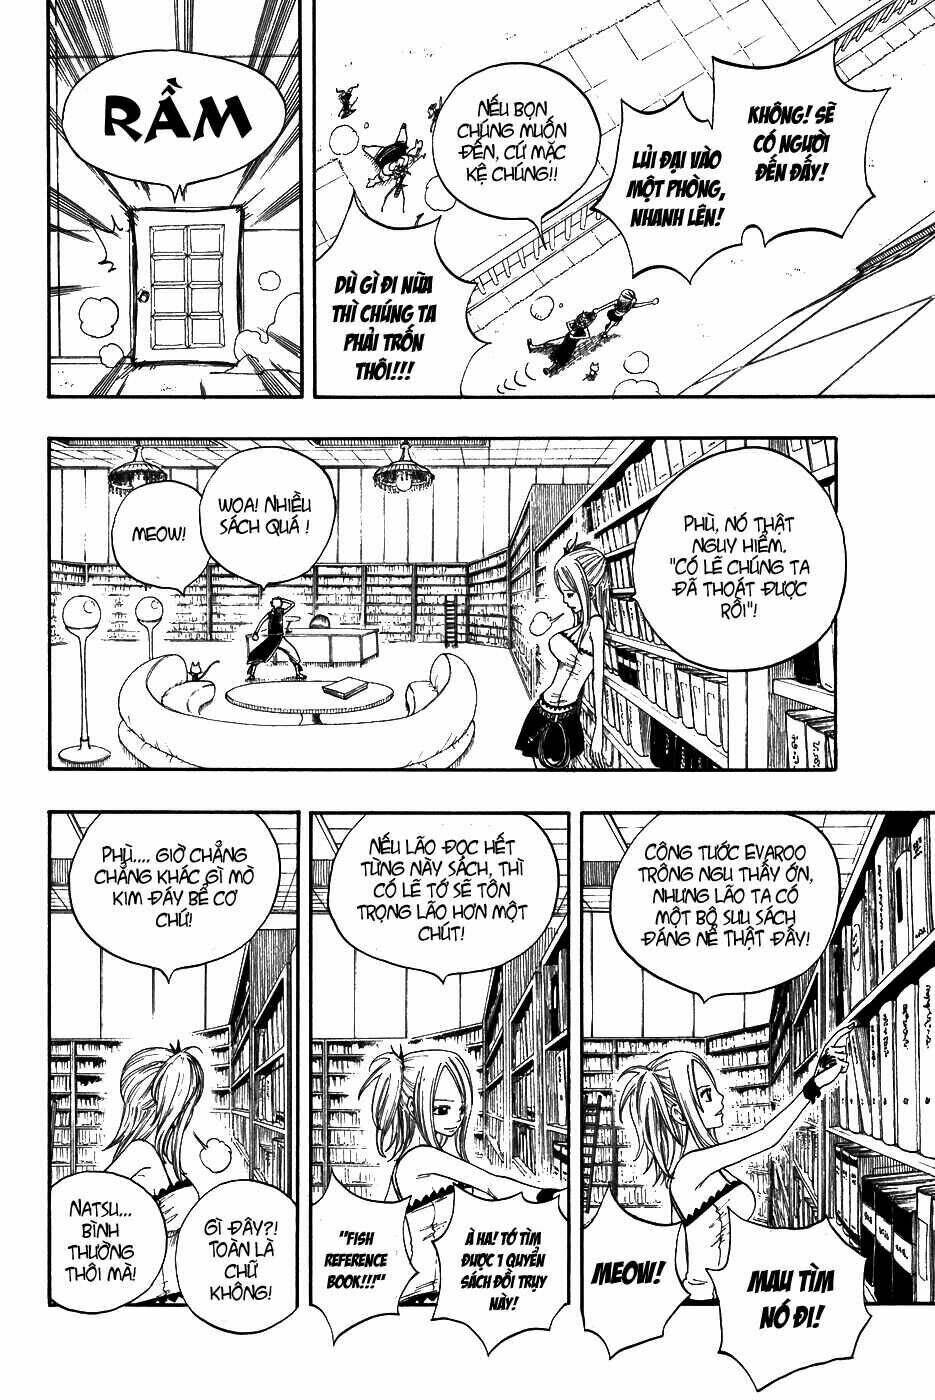 KHÔNG! SẼ
CÓ NGƯỜI
ĐẾN ĐẤY!
LỦI ĐẠI VÀO
MỘT PHÒNG,
NHANH LÊN!
NẾU BỌN
CHÚNG MUỐN
ĐẾN, CỨ MẶC
KỆ CHÚNG!!
DÙ GÌ ĐI NỮA
THÌ CHÚNG TA
PHẢI TRỐN
THÔI!!!
RẦM
PHÙ, NÓ THẬT
NGUY HIỂM.
"CÓ LẼ CHÚNG TA
ĐÃ THOÁT ĐƯỢC
RỒI"!
WOA! NHIỀU
SÁCH QUÁ !
MEOW!
CÔNG TƯỚC EVAROO
TRÔNG NGU THẤY ỚN,
NHƯNG LÃO TA CÓ
MỘT BỘ SƯU SÁCH
ĐÁNG NỂ THẬT ĐẤY!
MAU TÌM
NÓ ĐI!
MEOW!
NẾU LÃO ĐỌC HẾT
TỪNG NÀY SÁCH, THÌ
CÓ LẼ TỚ SẼ TÔN
TRỌNG LÃO HƠN MỘT
CHÚT!
À HA! TỚ TÌM
ĐƯỢC 1 QUYỂN
SÁCH ĐỒI TRỤY
NÀY!
"FISH
REFERENCE
BOOK!!!"
PHÙ.... GIỜ CHẲNG
CHẲNG KHÁC GÌ MÒ
KIM ĐÁY BỂ CƠ
CHỨ!
GÌ ĐÂY?!
TOÀN LÀ
CHỮ
KHÔNG!
NATSU...
BÌNH
THƯỜNG
THÔI MÀ!